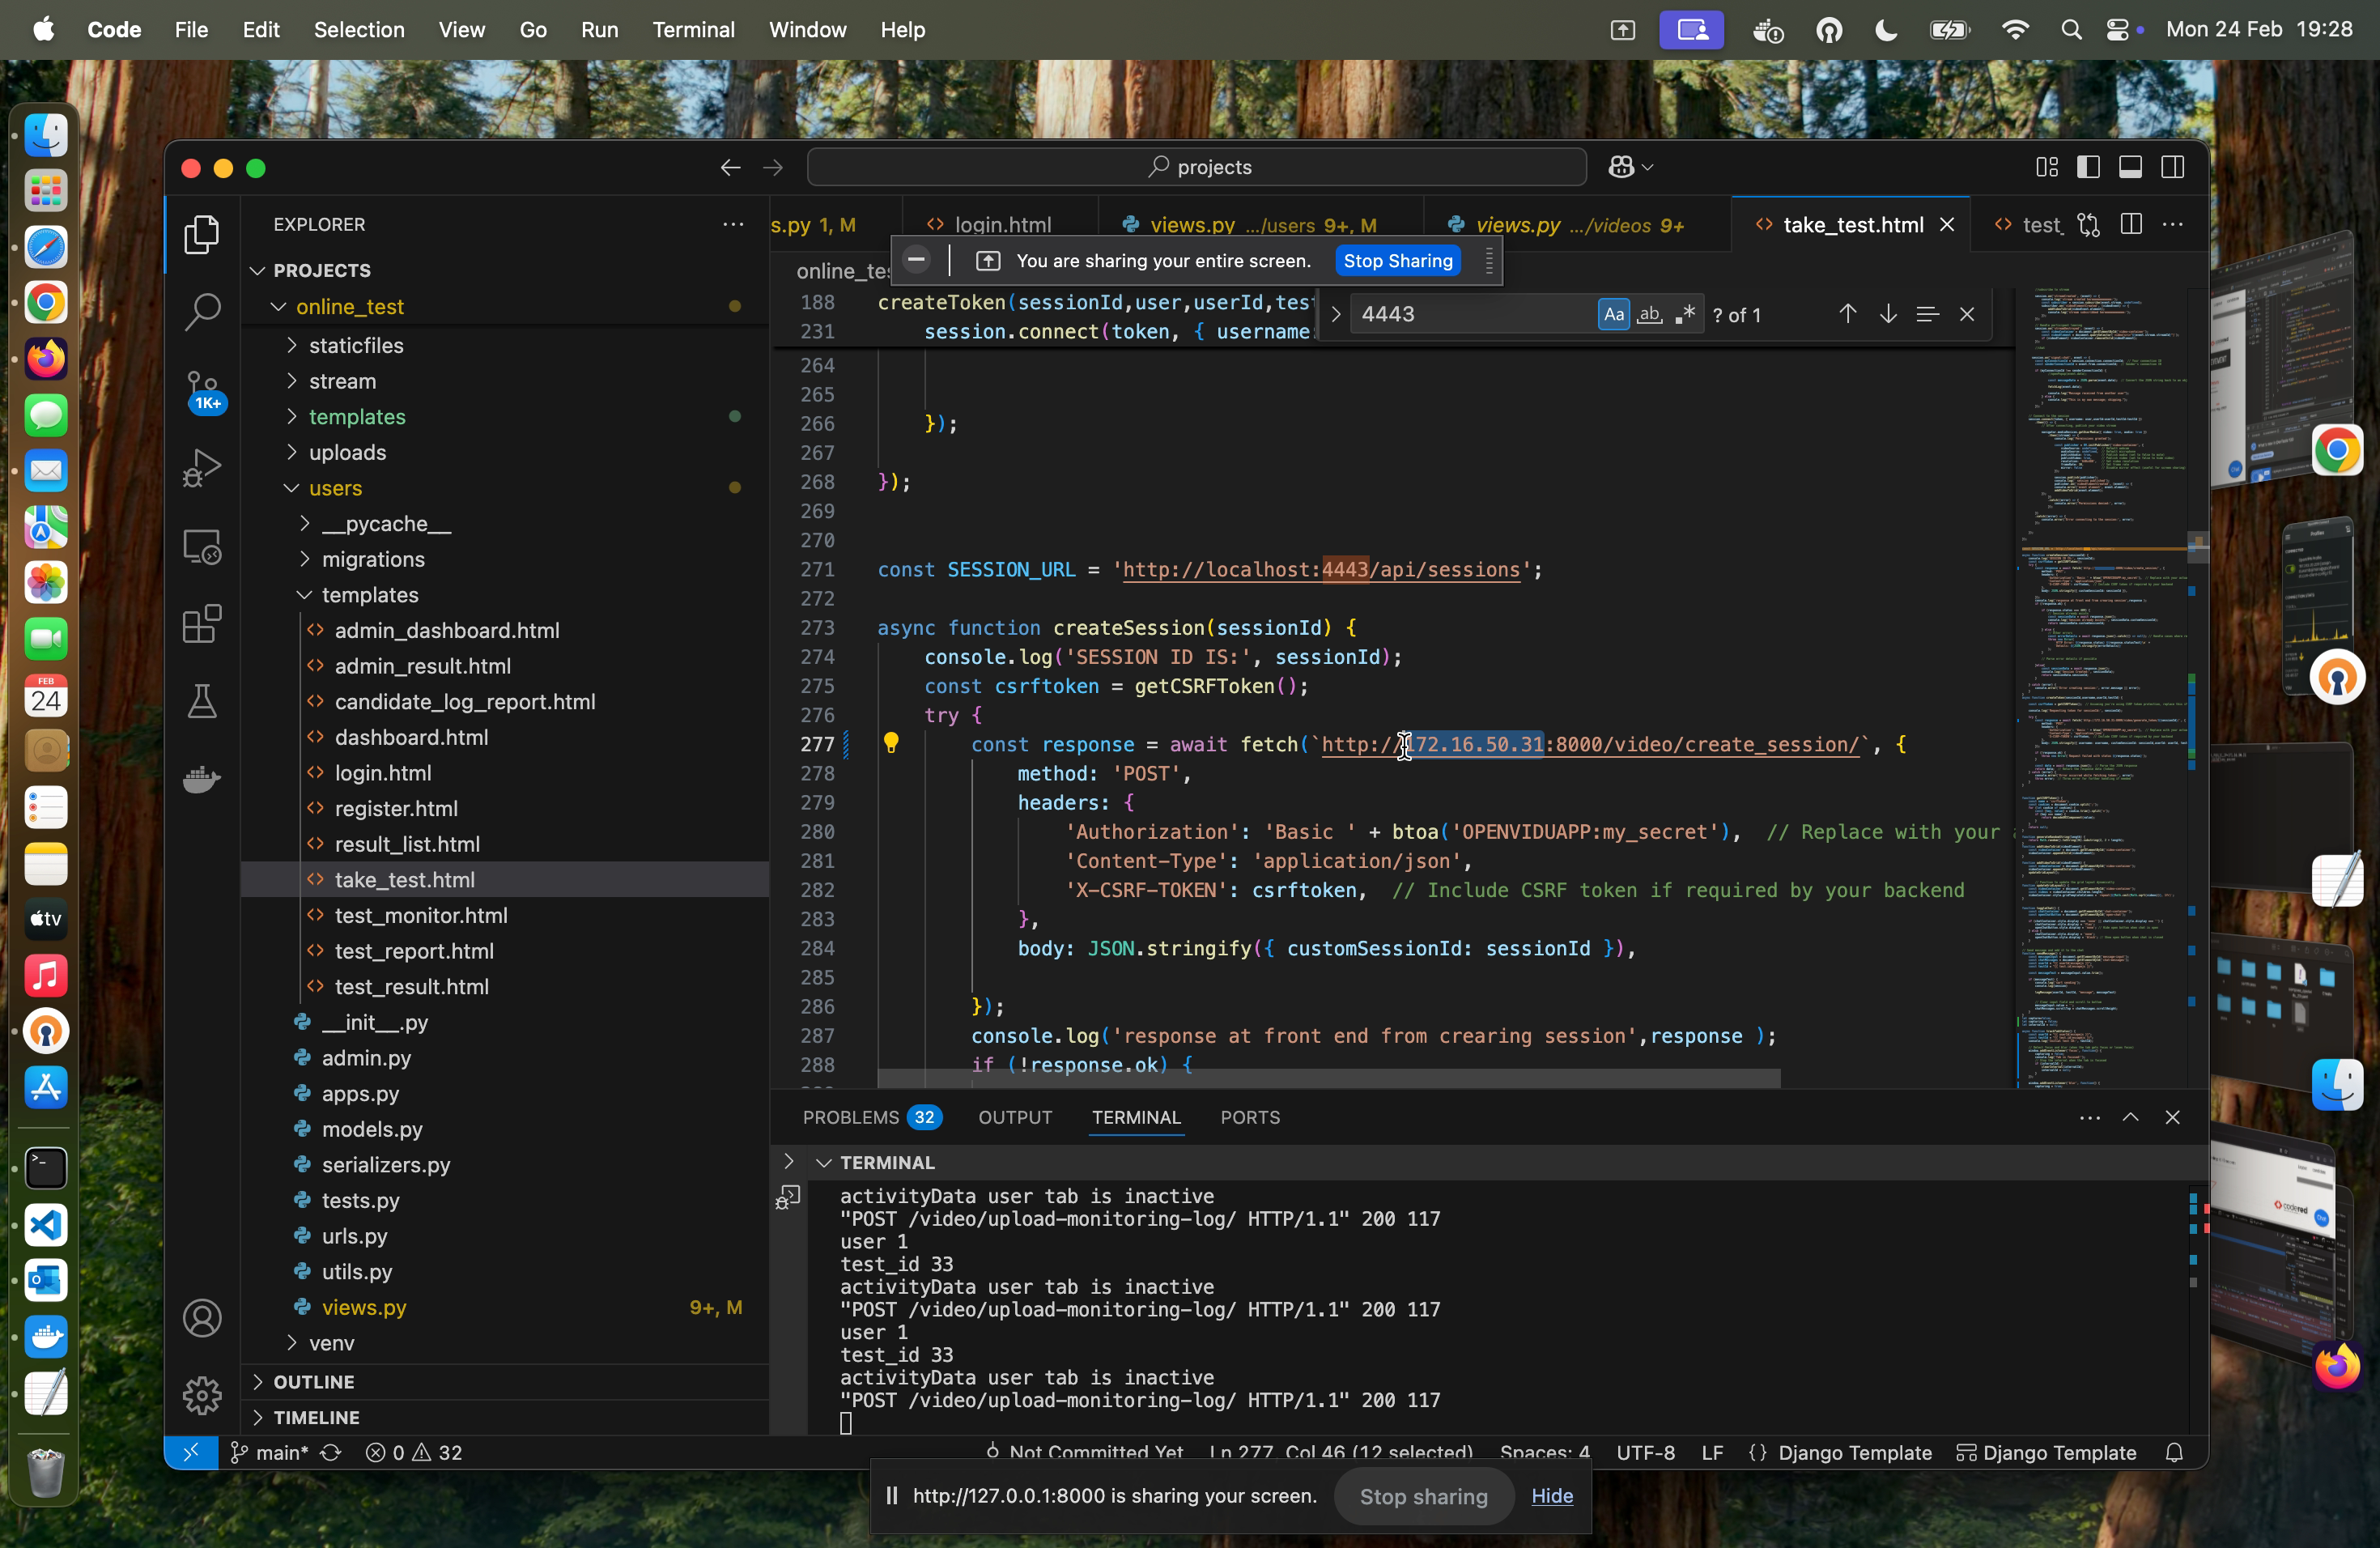 Code File Edit Selection View Go Run Terminal Window Help Mon 24 Feb 19:28
projects
EXPLORER
PROJECTS
online_test
staticfiles
stream
templates
uploads
users
__pycache__
migrations
templates
admin_dashboard.html
admin_result.html
candidate_log_report.html
dashboard.html
login.html
register.html
result_list.html
take_test.html
test_monitor.html
test_report.html
test_result.html
__init__.py
admin.py
apps.py
models.py
serializers.py
tests.py
urls.py
utils.py
views.py 9+, M
venv
OUTLINE
TIMELINE
1K+
FEB
24
tv
s.py 1, M login.html views.py .../users 9+, M views.py .../videos 9+ take_test.html test_
You are sharing your entire screen. Stop Sharing
online_te
4443 Aa ab ? of 1
188 createToken(sessionId,user,userId,tes
231 session.connect(token, { username:
264
265
266 });
267
268 });
269
270
271 const SESSION_URL = 'http://localhost:4443/api/sessions';
272
273 async function createSession(sessionId) {
274 console.log('SESSION ID IS:', sessionId);
275 const csrftoken = getCSRFToken();
276 try {
277 const response = await fetch(`http://172.16.50.31:8000/video/create_session/`, {
278 method: 'POST',
279 headers: {
280 'Authorization': 'Basic ' + btoa('OPENVIDUAPP:my_secret'), // Replace with your
281 'Content-Type': 'application/json',
282 'X-CSRF-TOKEN': csrftoken, // Include CSRF token if required by your backend
283 },
284 body: JSON.stringify({ customSessionId: sessionId }),
285
286 });
287 console.log('response at front end from crearing session',response );
288 if (!response.ok) {
PROBLEMS 32 OUTPUT TERMINAL PORTS
TERMINAL
activityData user tab is inactive
"POST /video/upload-monitoring-log/ HTTP/1.1" 200 117
user 1
test_id 33
activityData user tab is inactive
"POST /video/upload-monitoring-log/ HTTP/1.1" 200 117
user 1
test_id 33
activityData user tab is inactive
"POST /video/upload-monitoring-log/ HTTP/1.1" 200 117
main* 0 32 Not Committed Yet Ln 277, Col 46 (12 selected) Spaces: 4 UTF-8 LF {} Django Template Django Template
http://127.0.0.1:8000 is sharing your screen. Stop sharing Hide